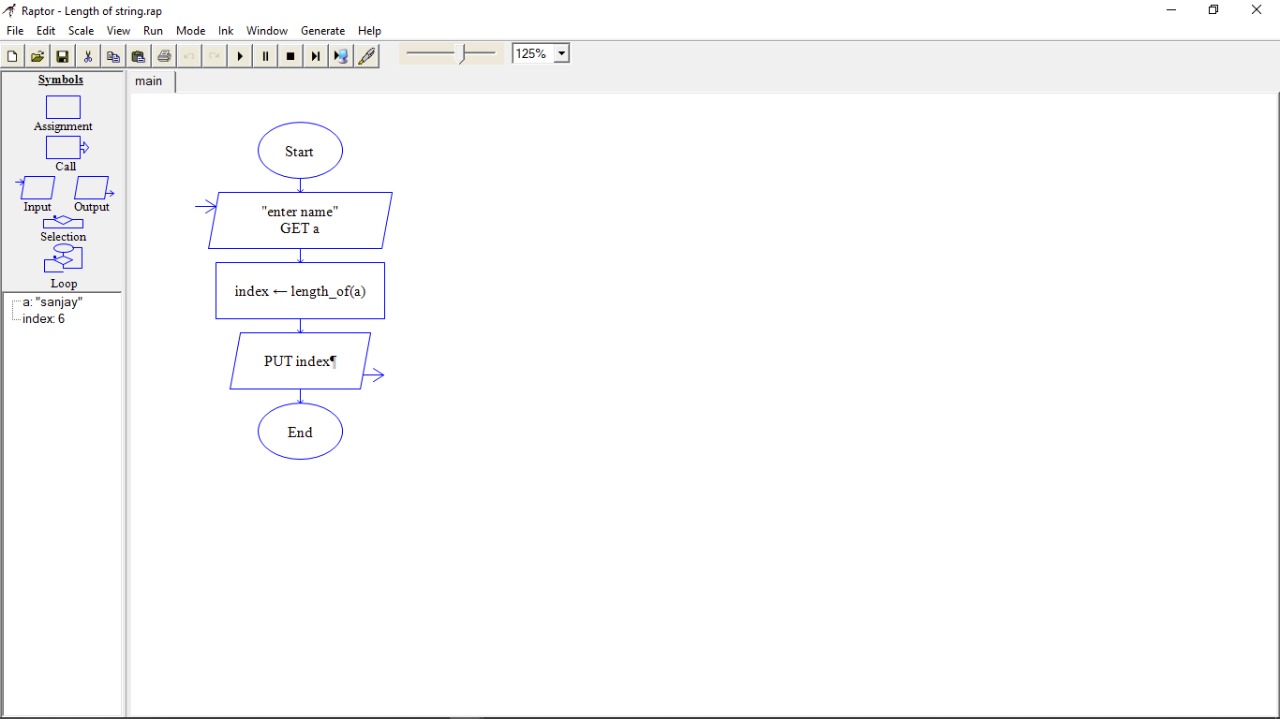 Raptor - Length of string.rap
File Edit Scale View Run Mode Ink Window Generate Help
125%
Symbols
main
Assignment
Call
Input Output
Selection
Loop
a: "sanjay"
index: 6
Start
"enter name"
GET a
index ← length_of(a)
PUT index¶
End